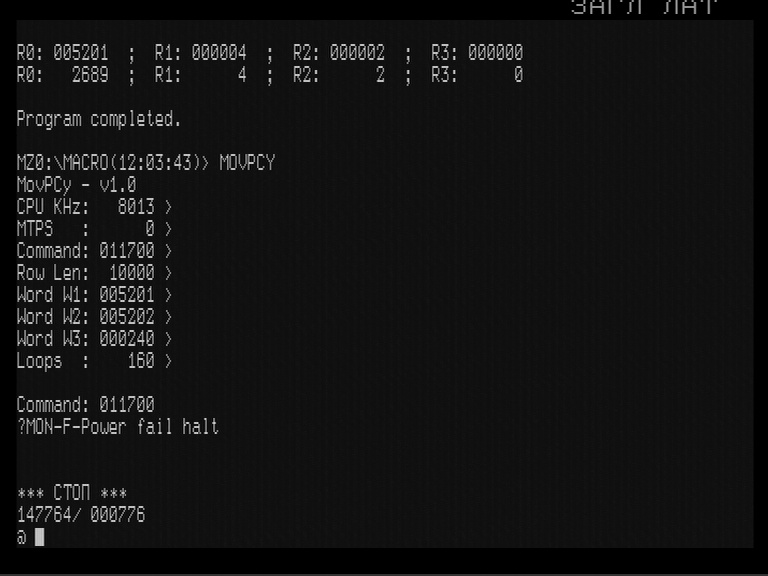 ЗАГЛ ЛАТ
R0: 005201 ; R1: 000004 ; R2: 000002 ; R3: 000000
R0: 2689 ; R1: 4 ; R2: 2 ; R3: 0
Program completed.
MZ0:\MACRO(12:03:43)> MOVPCY
MovPCy - v1.0
CPU KHz: 8013 >
MTPS : 0 >
Command: 011700 >
Row Len: 10000 >
Word W1: 005201 >
Word W2: 005202 >
Word W3: 000240 >
Loops : 160 >
Command: 011700
?MON-F-Power fail halt
*** СТОП ***
147764/ 000776
@